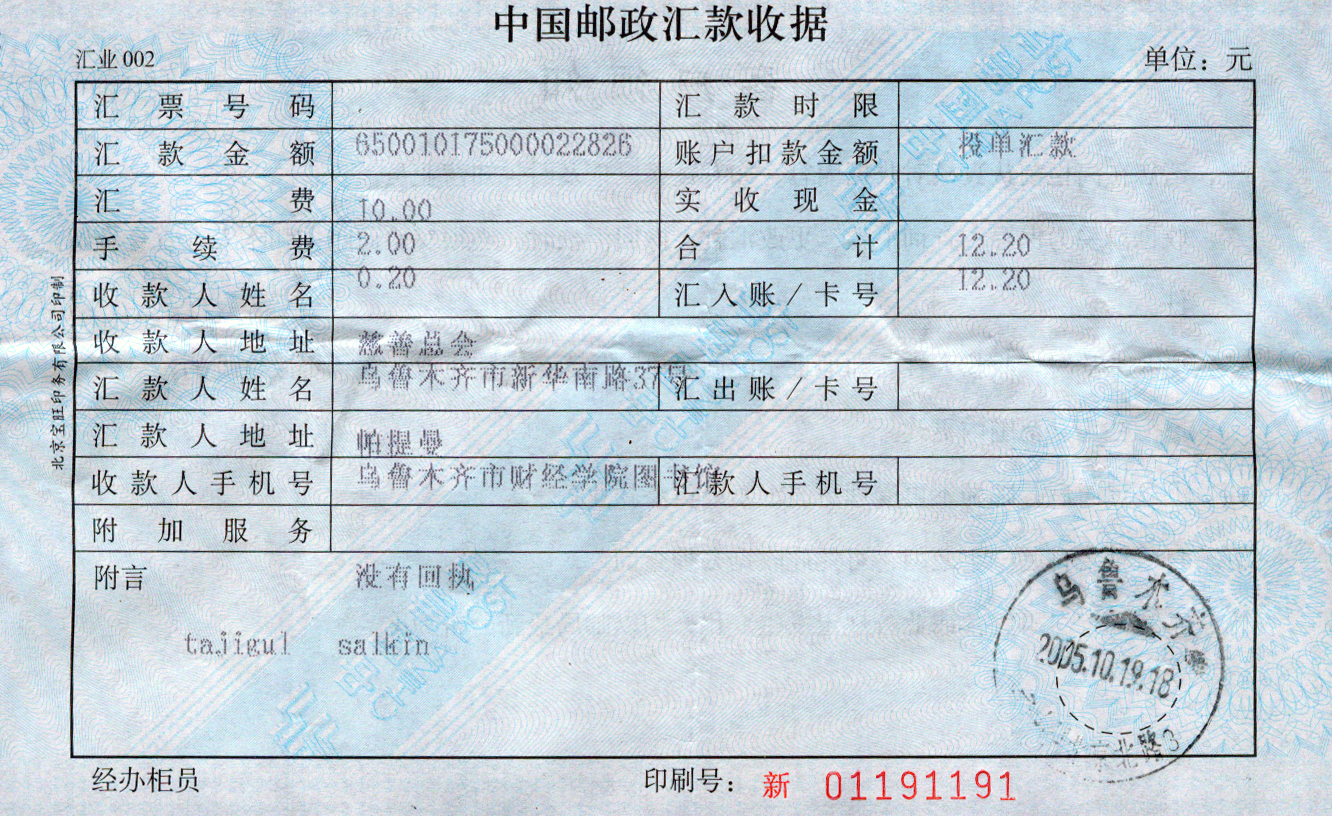 中国邮政汇款收据
汇业 002 单位：元
汇票号码 汇款时限
650010175000022826 投单汇款
汇款金额 账户扣款金额
汇费 10.00 实收现金
手续费 2.00 合计 12.20
0.20 12.20
收款人姓名 汇入账/卡号
收款人地址 慈善总会
乌鲁木齐市新华南路37号
汇款人姓名 汇出账/卡号
汇款人地址 帕提曼
乌鲁木齐市财经学院图书馆
收款人手机号 汇款人手机号
附加服务
附言 没有回执
tajigul salkin
乌鲁木齐
2005.10.19.18
北路3
经办柜员 印刷号： 新 01191191
北京宝旺印务有限公司印制
中国邮政
CHINA POST